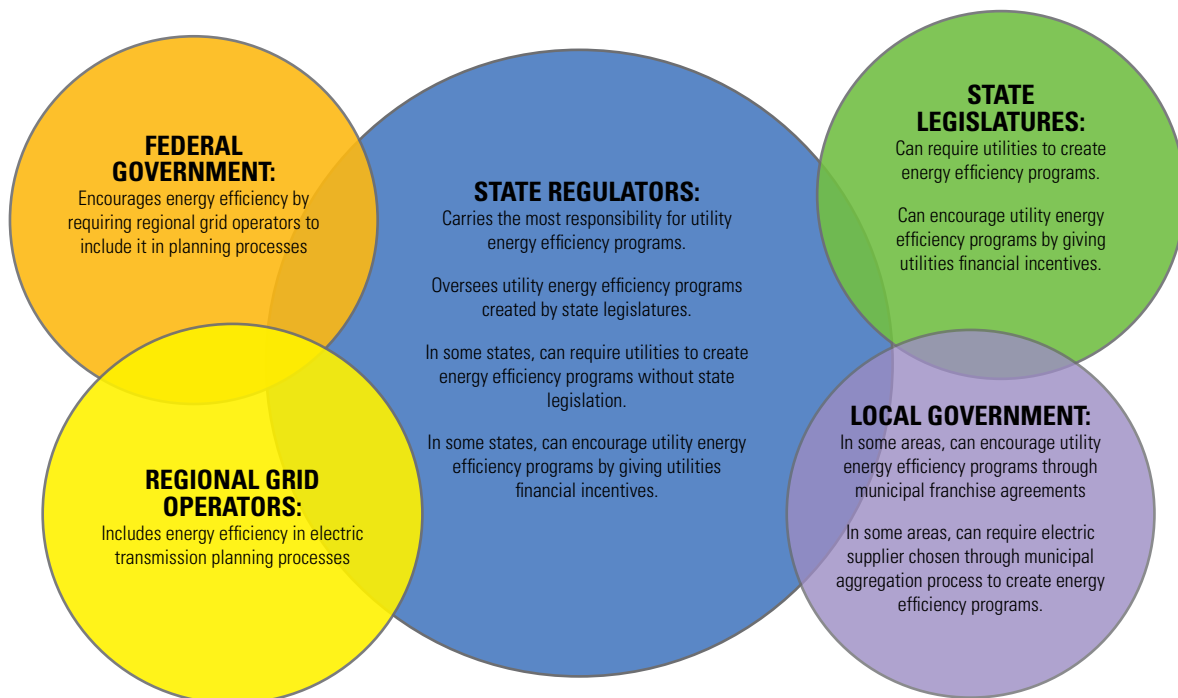 FEDERAL
GOVERNMENT:
Encourages energy efficiency by
requiring regional grid operators to
include it in planning processes
REGIONAL GRID
OPERATORS:
Includes energy efficiency in electric
transmission planning processes
STATE REGULATORS:
Carries the most responsibility for utility
energy efficiency programs.
Oversees utility energy efficiency programs
created by state legislatures.
In some states, can require utilities to create
energy efficiency programs without state
legislation.
In some states, can encourage utility energy
efficiency programs by giving utilities
financial incentives.
STATE
LEGISLATURES:
Can require utilities to create
energy efficiency programs.
Can encourage utility energy
efficiency programs by giving
utilities financial incentives.
LOCAL GOVERNMENT:
In some areas, can encourage utility
energy efficiency programs through
municipal franchise agreements
In some areas, can require electric
supplier chosen through municipal
aggregation process to create energy
efficiency programs.